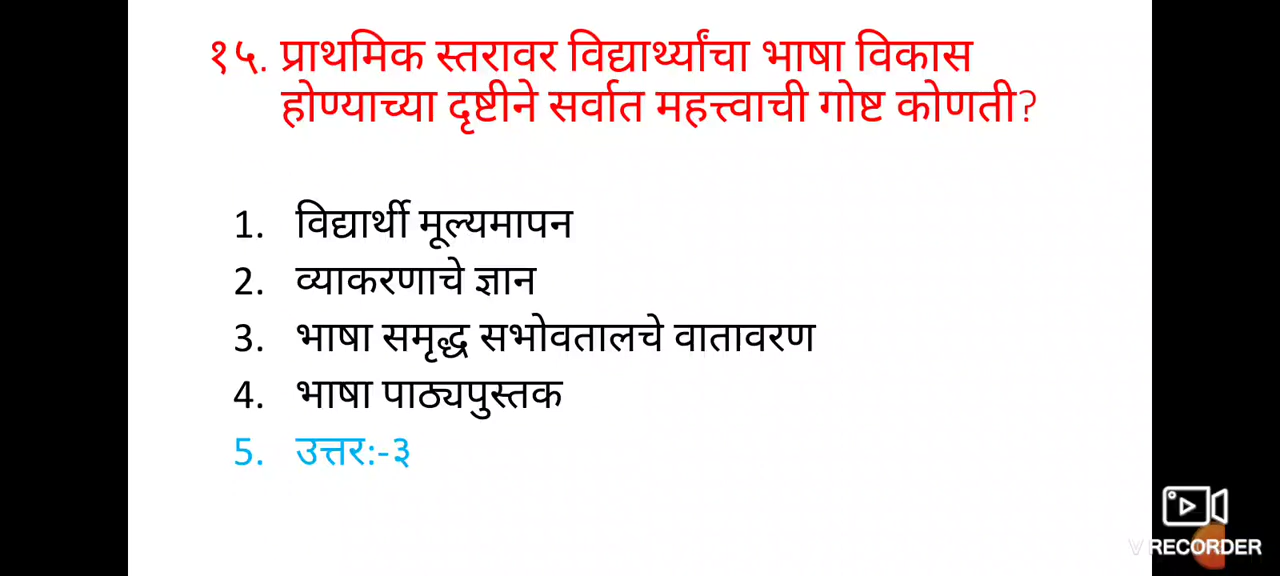 १५. प्राथमिक स्तरावर विद्यार्थ्यांचा भाषा विकास
होण्याच्या दृष्टीने सर्वात महत्त्वाची गोष्ट कोणती?
1. विद्यार्थी मूल्यमापन
2. व्याकरणाचे ज्ञान
3. भाषा समृद्ध सभोवतालचे वातावरण
4. भाषा पाठ्यपुस्तक
5. उत्तर:-३
V RECORDER